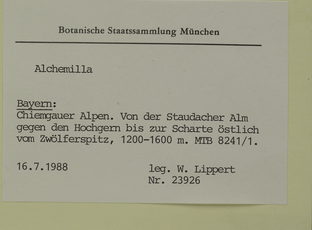 Botanische Staatssammlung München
Alchemilla
Bayern:
Chiemgauer Alpen. Von der Staudacher Alm
gegen den Hochgern bis zur Scharte östlich
vom Zwölferspitz, 1200-1600 m. MTB 8241/1.
16.7.1988
leg. W. Lippert
Nr. 23926